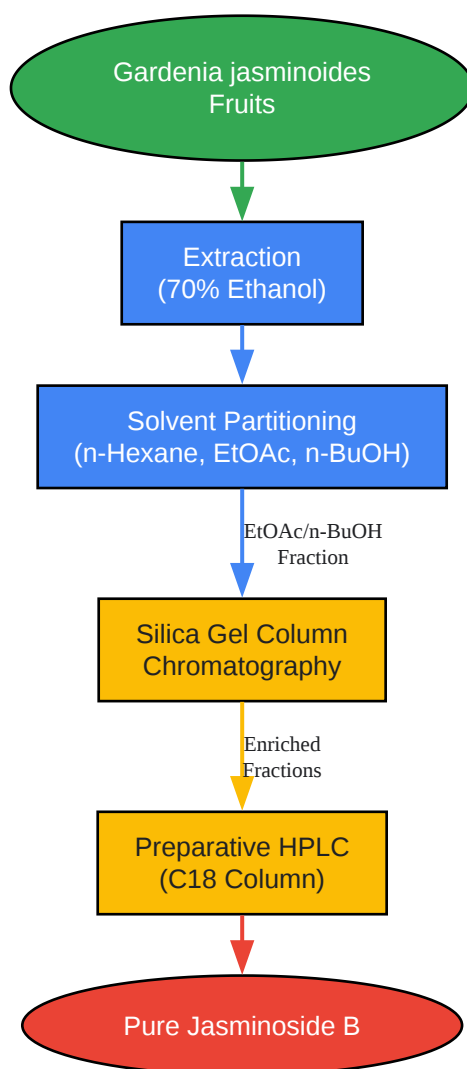 Gardenia jasminoides
Fruits
Extraction
(70% Ethanol)
Solvent Partitioning
(n-Hexane, EtOAc, n-BuOH)
EtOAc/n-BuOH
Fraction
Silica Gel Column
Chromatography
Enriched
Fractions
Preparative HPLC
(C18 Column)
Pure Jasminoside B